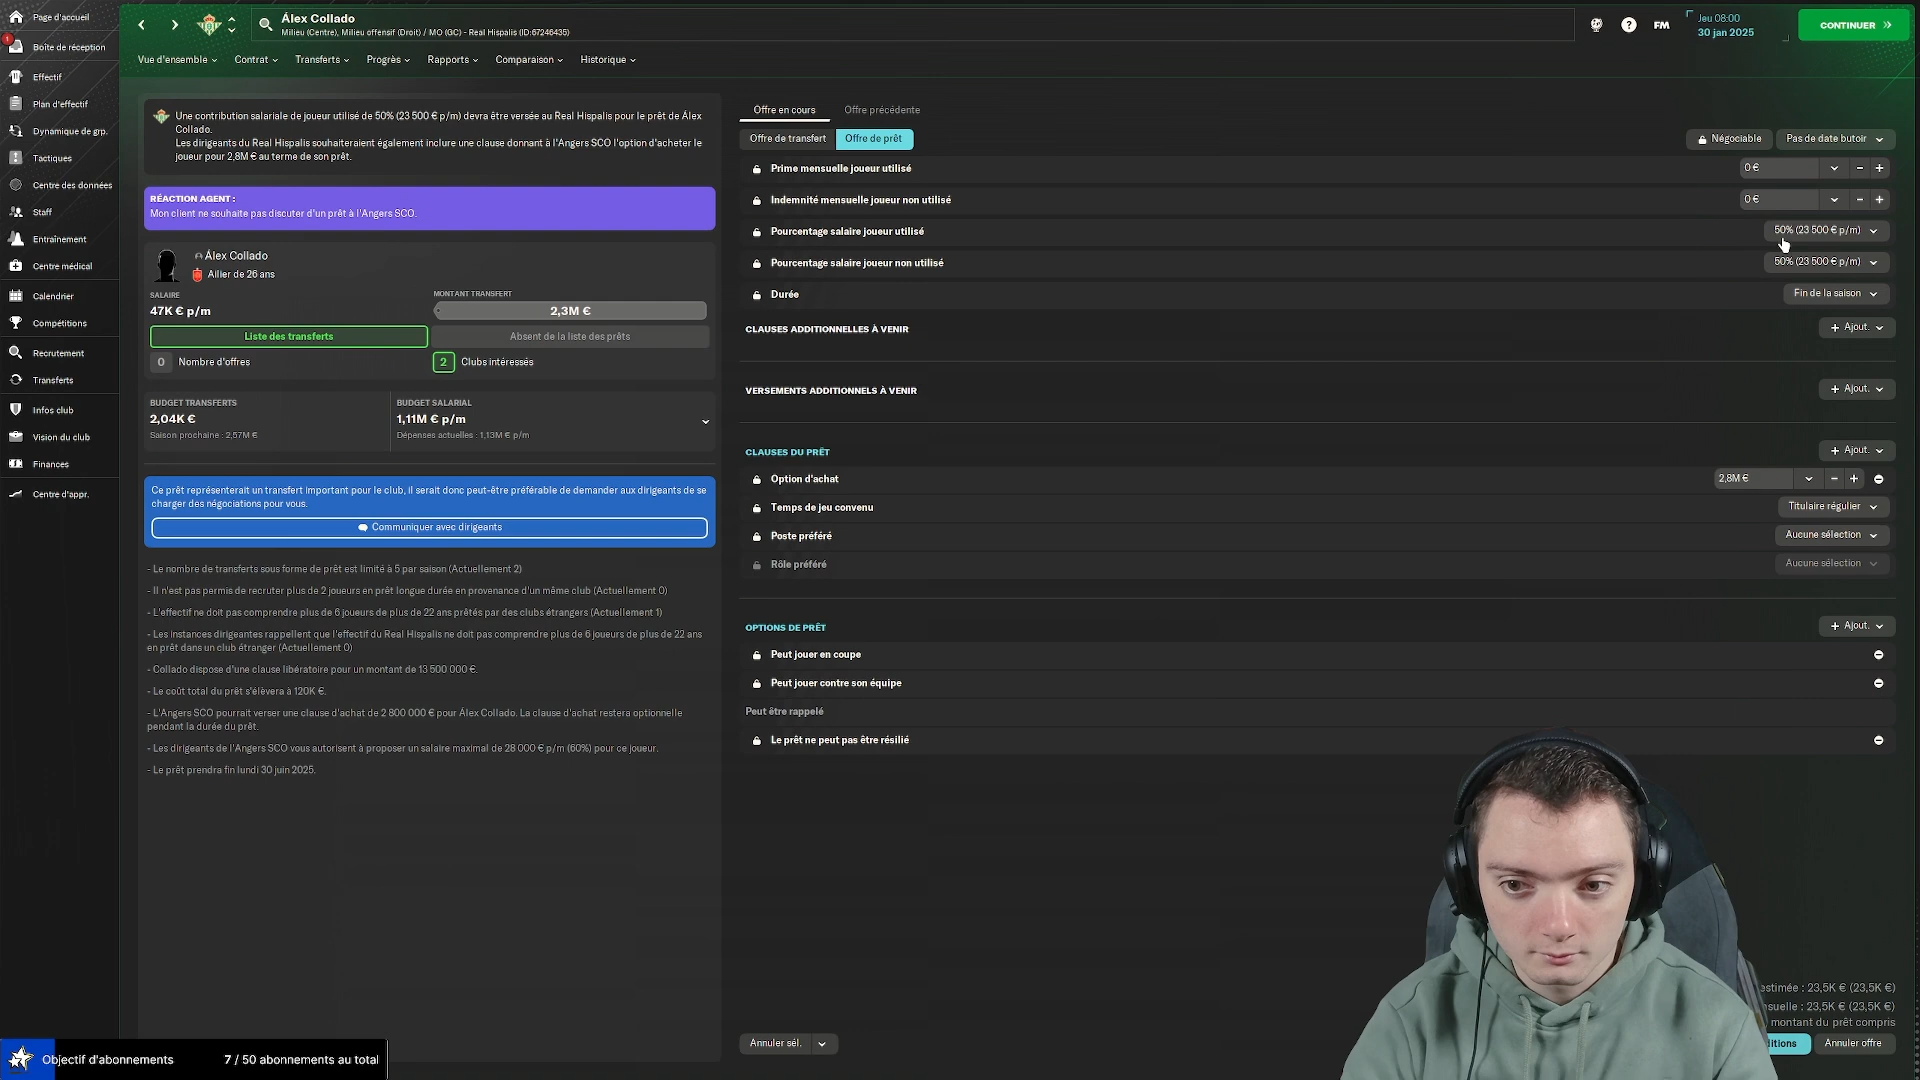 Page d'accueil
1
Boîte de réception
Effectif
Plan d'effectif
Dynamique de grp.
Tactiques
Centre des données
Staff
Entraînement
Centre médical
Calendrier
Compétitions
Recrutement
Transferts
Infos club
Vision du club
Finances
Centre d'appr.
Álex Collado
Milieu (Centre), Milieu offensif (Droit) / MO (GC) - Real Hispalis (ID:67246435)
FM
Jeu 08:00
30 jan 2025
CONTINUER
Vue d'ensemble
Contrat
Transferts
Progrès
Rapports
Comparaison
Historique
Une contribution salariale de joueur utilisé de 50% (23 500 € p/m) devra être versée au Real Hispalis pour le prêt de Álex
Collado.
Les dirigeants du Real Hispalis souhaiteraient également inclure une clause donnant à l'Angers SCO l'option d'acheter le
joueur pour 2,8M € au terme de son prêt.
RÉACTION AGENT :
Mon client ne souhaite pas discuter d'un prêt à l'Angers SCO.
Álex Collado
Ailier de 26 ans
SALAIRE
47K € p/m
MONTANT TRANSFERT
2,3M €
Liste des transferts
Absent de la liste des prêts
0 Nombre d'offres
2 Clubs intéressés
BUDGET TRANSFERTS
2,04K €
Saison prochaine : 2,57M €
BUDGET SALARIAL
1,11M € p/m
Dépenses actuelles : 1,13M € p/m
Ce prêt représenterait un transfert important pour le club, il serait donc peut-être préférable de demander aux dirigeants de se
charger des négociations pour vous.
Communiquer avec dirigeants
- Le nombre de transferts sous forme de prêt est limité à 5 par saison (Actuellement 2)
- Il n'est pas permis de recruter plus de 2 joueurs en prêt longue durée en provenance d'un même club (Actuellement 0)
- L'effectif ne doit pas comprendre plus de 6 joueurs de plus de 22 ans prêtés par des clubs étrangers (Actuellement 1)
- Les instances dirigeantes rappellent que l'effectif du Real Hispalis ne doit pas comprendre plus de 6 joueurs de plus de 22 ans
en prêt dans un club étranger (Actuellement 0)
- Collado dispose d'une clause libératoire pour un montant de 13 500 000 €.
- Le coût total du prêt s'élèvera à 120K €.
- L'Angers SCO pourrait verser une clause d'achat de 2 800 000 € pour Álex Collado. La clause d'achat restera optionnelle
pendant la durée du prêt.
- Les dirigeants de l'Angers SCO vous autorisent à proposer un salaire maximal de 28 000 € p/m (60%) pour ce joueur.
- Le prêt prendra fin lundi 30 juin 2025.
Offre en cours
Offre précédente
Offre de transfert
Offre de prêt
Négociable
Pas de date butoir
Prime mensuelle joueur utilisé
0 €
Indemnité mensuelle joueur non utilisé
0 €
Pourcentage salaire joueur utilisé
50% (23 500 € p/m)
Pourcentage salaire joueur non utilisé
50% (23 500 € p/m)
Durée
Fin de la saison
CLAUSES ADDITIONNELLES À VENIR
+ Ajout.
VERSEMENTS ADDITIONNELS À VENIR
+ Ajout.
CLAUSES DU PRÊT
+ Ajout.
Option d'achat
2,8M €
Temps de jeu convenu
Titulaire régulier
Poste préféré
Aucune sélection
Rôle préféré
Aucune sélection
OPTIONS DE PRÊT
+ Ajout.
Peut jouer en coupe
Peut jouer contre son équipe
Peut être rappelé
Le prêt ne peut pas être résilié
estimée : 23,5K € (23,5K €)
suelle : 23,5K € (23,5K €)
montant du prêt compris
Annuler sél.
itions
Annuler offre
Objectif d'abonnements
7 / 50 abonnements au total